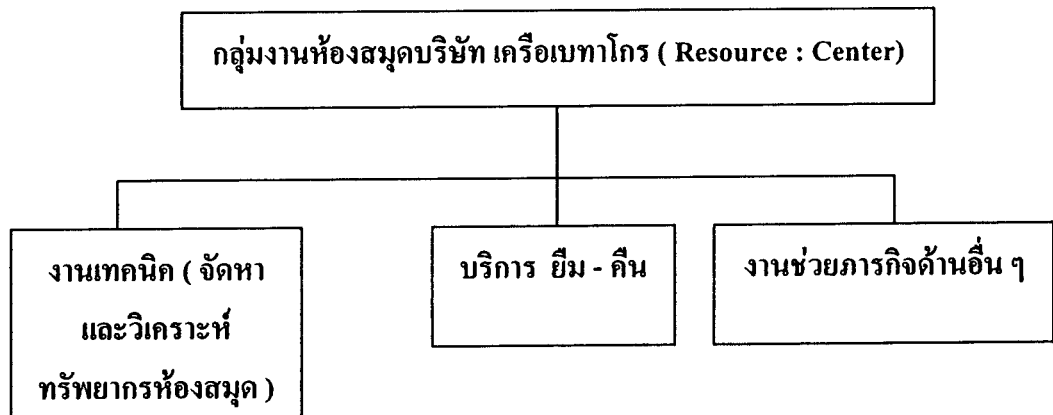 กลุ่มงานห้องสมุดบริษัท เครือเบทาโกร ( Resource : Center)
งานเทคนิค ( จัดหา
และวิเคราะห์
ทรัพยากรห้องสมุด )
บริการ ยืม - คืน
งานช่วยภารกิจด้านอื่น ๆ